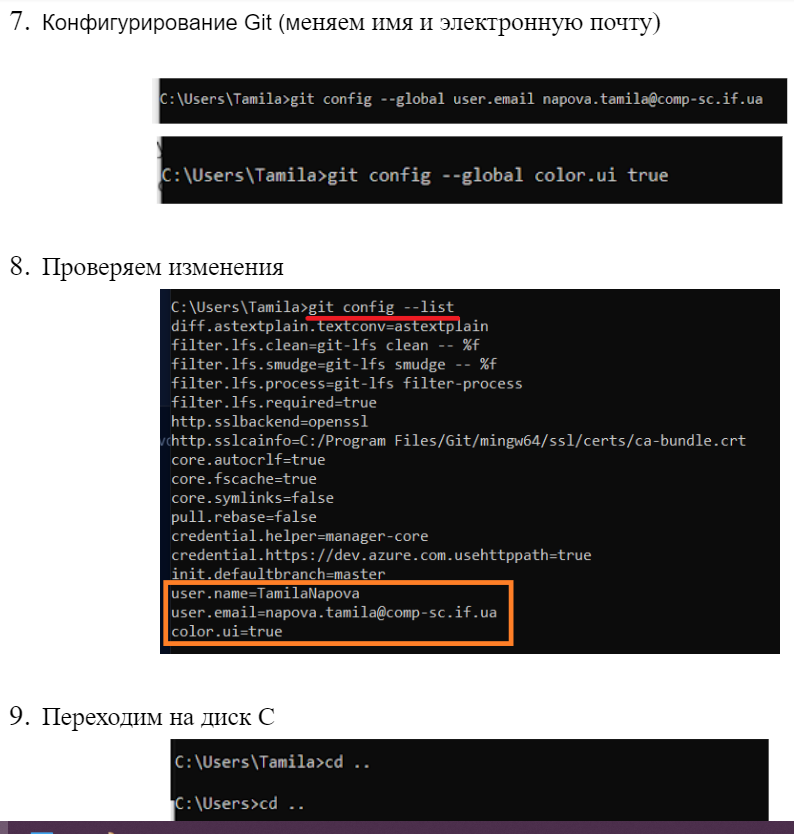 7. Конфигурирование Git (меняем имя и электронную почту)
C:\Users\Tamila>git config --global user.email napova.tamila@comp-sc.if.ua
C:\Users\Tamila>git config --global color.ui true
8. Проверяем изменения
C:\Users\Tamila>git config --list
diff.astextplain.textconv=astextplain
filter.lfs.clean=git-lfs clean -- %f
filter.lfs.smudge=git-lfs smudge -- %f
filter.lfs.process=git-lfs filter-process
filter.lfs.required=true
http.sslbackend=openssl
http.sslcainfo=C:/Program Files/Git/mingw64/ssl/certs/ca-bundle.crt
core.autocrlf=true
core.fscache=true
core.symlinks=false
pull.rebase=false
credential.helper=manager-core
credential.https://dev.azure.com.usehttppath=true
init.defaultbranch=master
user.name=TamilaNapova
user.email=napova.tamila@comp-sc.if.ua
color.ui=true
9. Переходим на диск C
C:\Users\Tamila>cd ..
C:\Users>cd ..